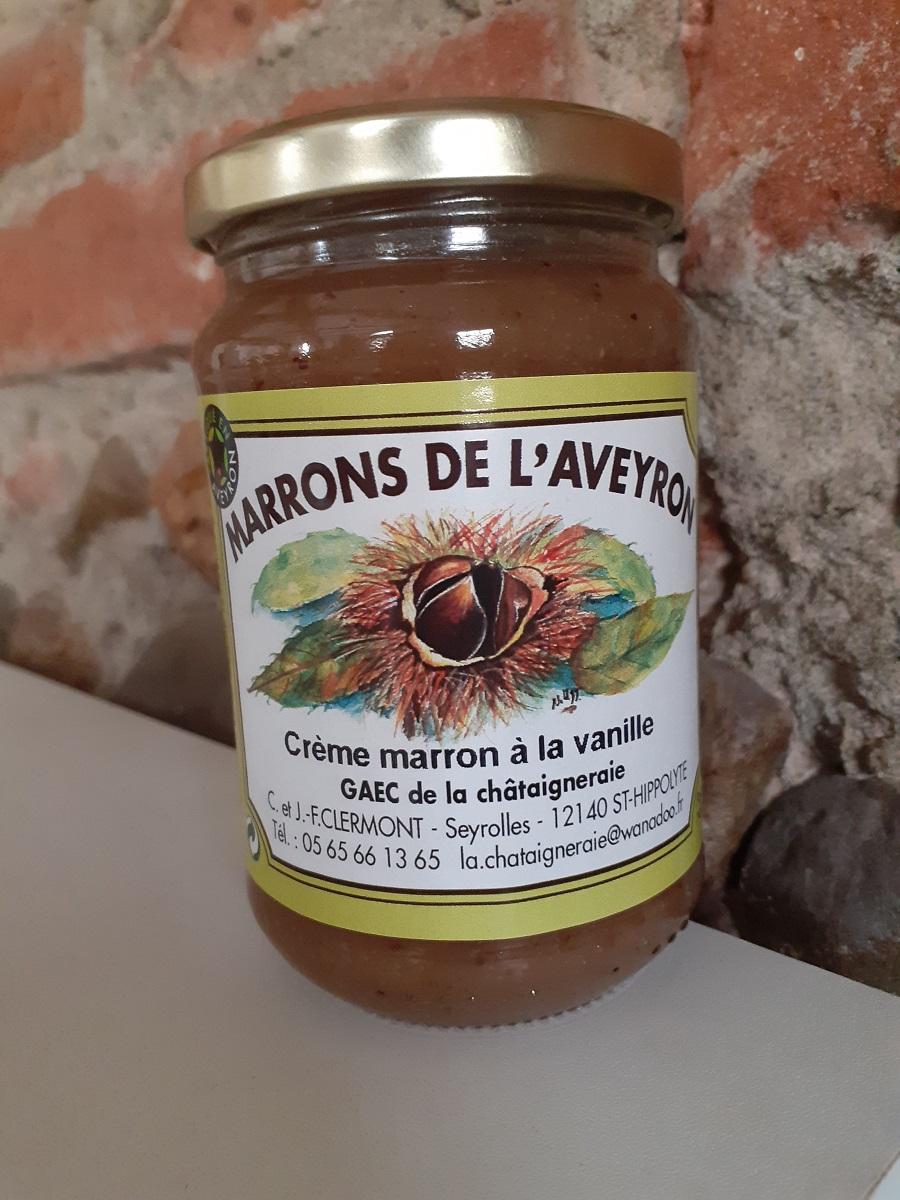 MARRONS DE L'AVEYRON
Crème marron à la vanille
GAEC de la châtaigneraie
C. et J.-F.CLERMONT - Seyrolles - 12140 ST-HIPPOLYTE
Tél. : 05 65 66 13 65 la.chataigneraie@wanadoo.fr